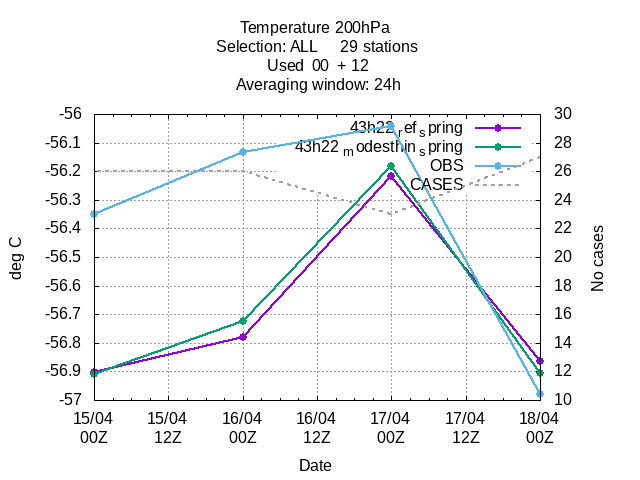 Temperature 200hPa
Selection: ALL 29 stations
Used 00 + 12
Averaging window: 24h
43h22_ref_spring
43h22_modesthin_spring
OBS
CASES
-56
-56.1
-56.2
-56.3
-56.4
-56.5
-56.6
-56.7
-56.8
-56.9
-57
30
28
26
24
22
20
18
16
14
12
10
deg C
No cases
15/04 15/04 16/04 16/04 17/04 17/04 18/04
00Z 12Z 00Z 12Z 00Z 12Z 00Z
Date